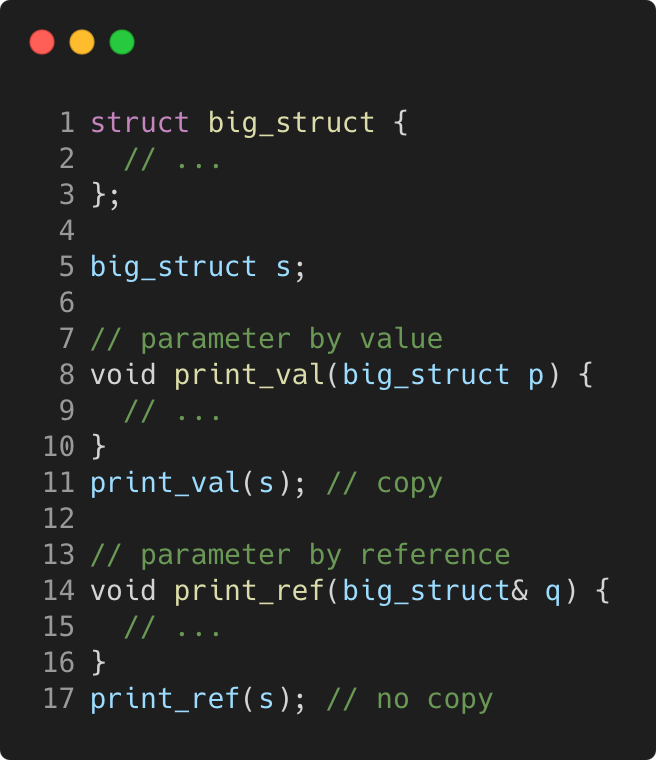 1 struct big_struct {
2   // ...
3 };
4
5 big_struct s;
6
7 // parameter by value
8 void print_val(big_struct p) {
9   // ...
10 }
11 print_val(s); // copy
12
13 // parameter by reference
14 void print_ref(big_struct& q) {
15   // ...
16 }
17 print_ref(s); // no copy